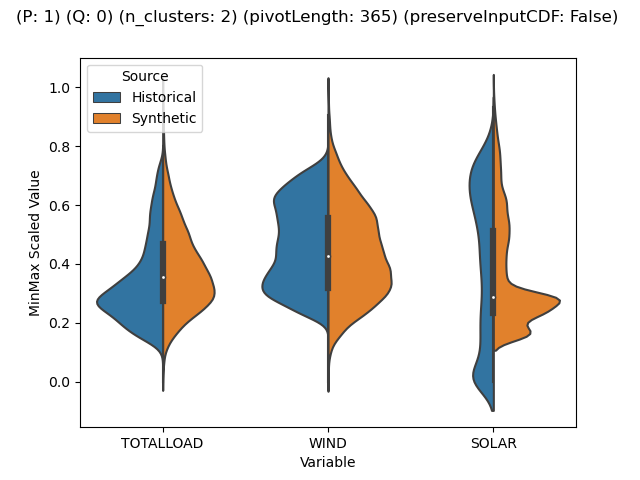 (P: 1) (Q: 0) (n_clusters: 2) (pivotLength: 365) (preserveInputCDF: False)
Source
Historical
Synthetic
MinMax Scaled Value
1.0
0.8
0.6
0.4
0.2
0.0
TOTALLOAD WIND SOLAR
Variable